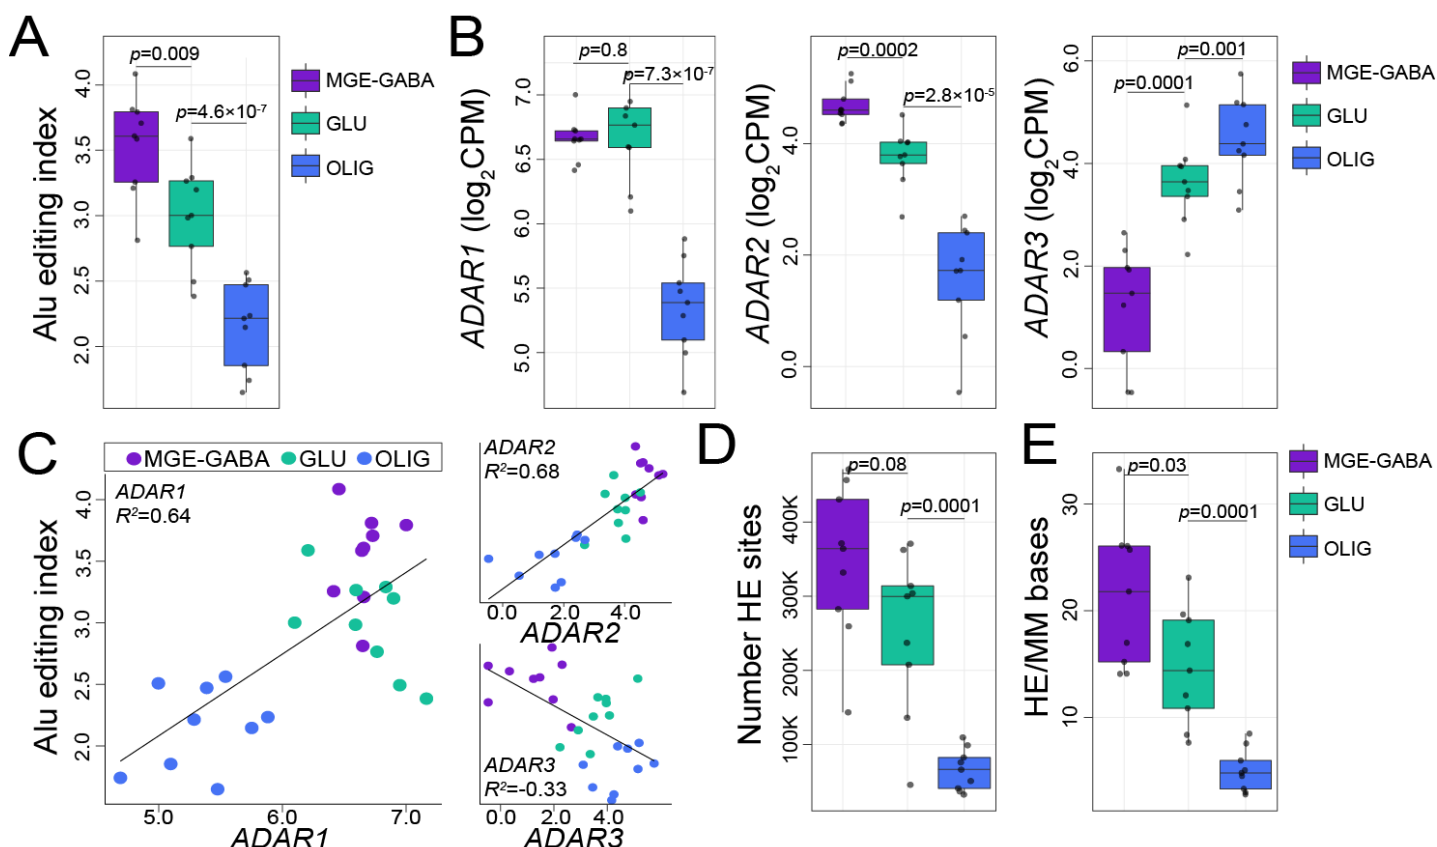 A
Alu editing index
4.0
3.5
3.0
2.5
2.0
p=0.009
p=4.6×10-7
MGE-GABA
GLU
OLIG
B
ADAR1 (log2CPM)
7.0
6.5
6.0
5.5
5.0
p=0.8
p=7.3×10-7
ADAR2 (log2CPM)
4.0
2.0
0.0
p=0.0002
p=2.8×10-5
ADAR3 (log2CPM)
6.0
4.0
2.0
0.0
p=0.001
p=0.0001
MGE-GABA
GLU
OLIG
C
MGE-GABA GLU OLIG
ADAR1
R2=0.64
Alu editing index
4.0
3.5
3.0
2.5
2.0
5.0 6.0 7.0
ADAR1
ADAR2
R2=0.68
0.0 2.0 4.0
ADAR2
ADAR3
R2=-0.33
0.0 2.0 4.0
ADAR3
D
Number HE sites
400K
300K
200K
100K
p=0.08
p=0.0001
E
HE/MM bases
30
20
10
p=0.03
p=0.0001
MGE-GABA
GLU
OLIG